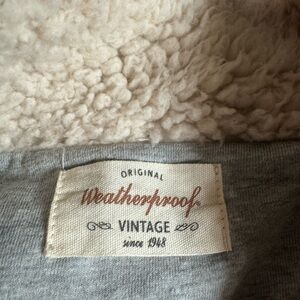 ORIGINAL
Weatherproof®
VINTAGE
since 1948